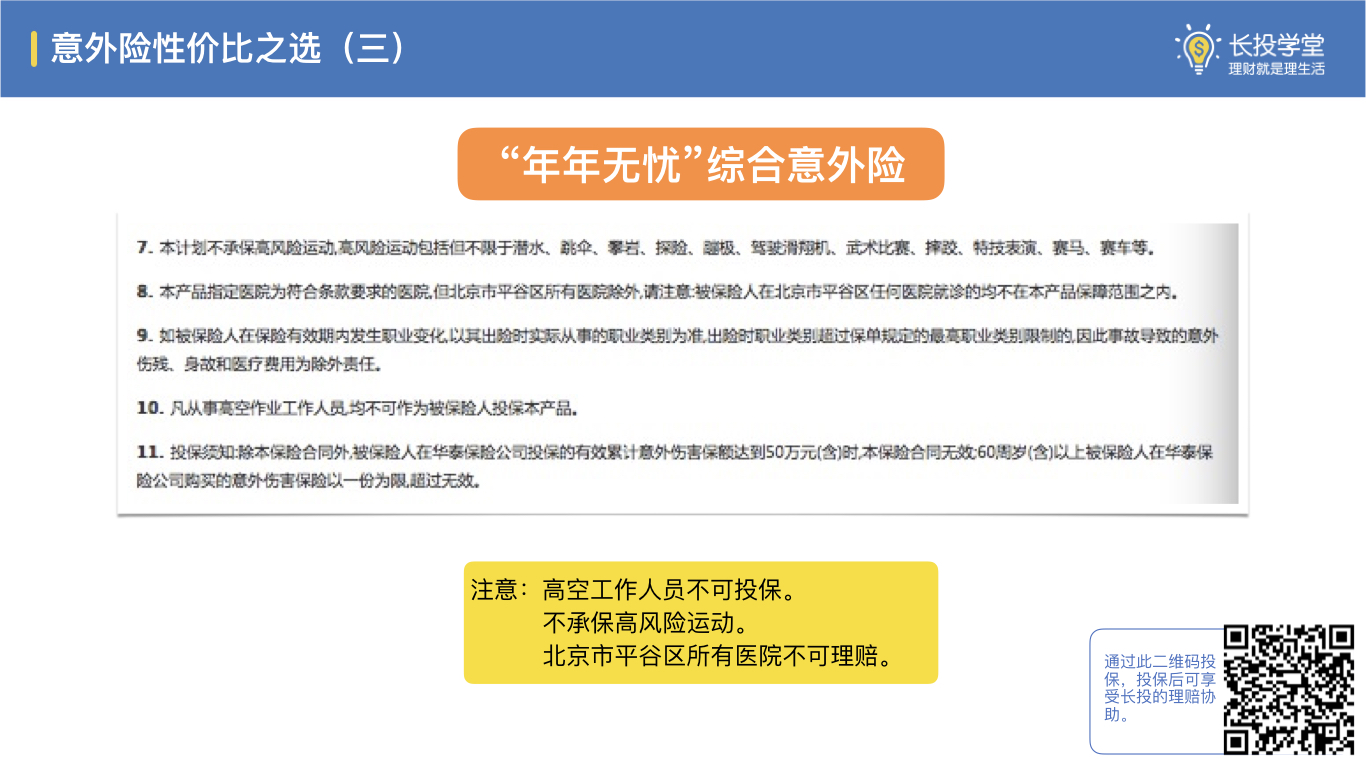 意外险性价比之选（三）
长投学堂
理财就是理生活
“年年无忧”综合意外险
7. 本计划不承保高风险运动,高风险运动包括但不限于潜水、跳伞、攀岩、探险、蹦极、驾驶滑翔机、武术比赛、摔跤、特技表演、赛马、赛车等。
8. 本产品指定医院为符合条款要求的医院,但北京市平谷区所有医院除外,请注意:被保险人在北京市平谷区任何医院就诊的均不在本产品保障范围之内。
9. 如被保险人在保险有效期内发生职业变化,以其出险时实际从事的职业类别为准,出险时职业类别超过保单规定的最高职业类别限制的,因此事故导致的意外
伤残、身故和医疗费用为除外责任。
10. 凡从事高空作业工作人员,均不可作为被保险人投保本产品。
11. 投保须知:除本保险合同外,被保险人在华泰保险公司投保的有效累计意外伤害保额达到50万元(含)时,本保险合同无效;60周岁(含)以上被保险人在华泰保
险公司购买的意外伤害保险以一份为限,超过无效。
注意：高空工作人员不可投保。
不承保高风险运动。
北京市平谷区所有医院不可理赔。
通过此二维码投
保，投保后可享
受长投的理赔协
助。